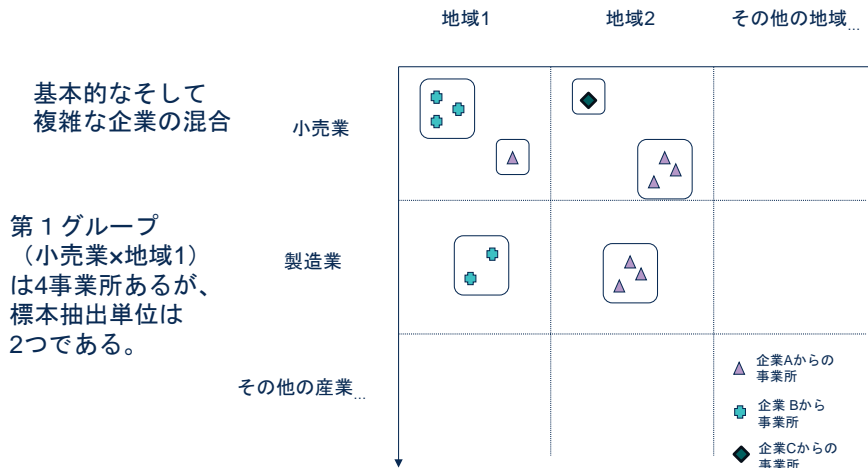 地域1
地域2
その他の地域...
基本的なそして
複雑な企業の混合
小売業
第１グループ
（小売業×地域1）
は4事業所あるが、
標本抽出単位は
2つである。
製造業
その他の産業...
企業Aからの
事業所
企業 Bから
事業所
企業Cからの
事業所